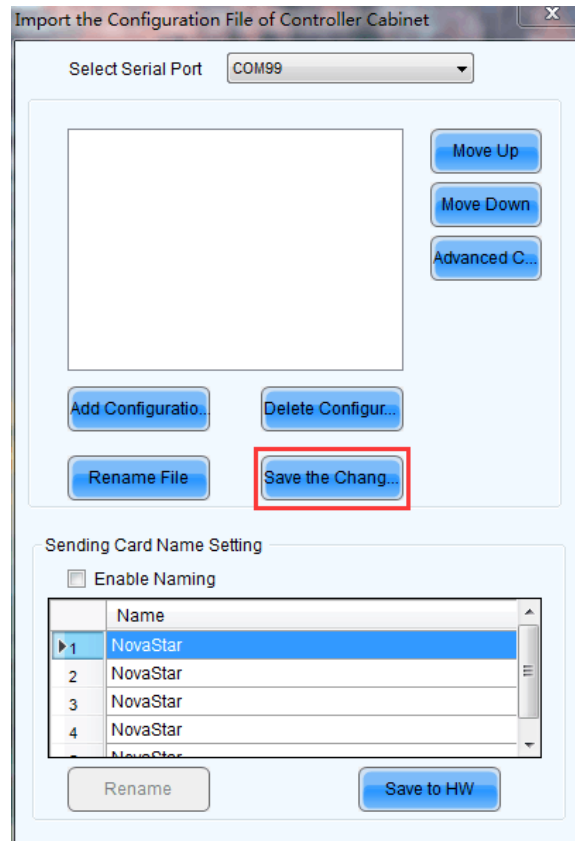 Import the Configuration File of Controller Cabinet
Select Serial Port COM99
Move Up
Move Down
Advanced C...
Add Configuratio...
Delete Configur...
Rename File
Save the Chang...
Sending Card Name Setting
Enable Naming
Name
1 NovaStar
2 NovaStar
3 NovaStar
4 NovaStar
NovaStar
Rename
Save to HW